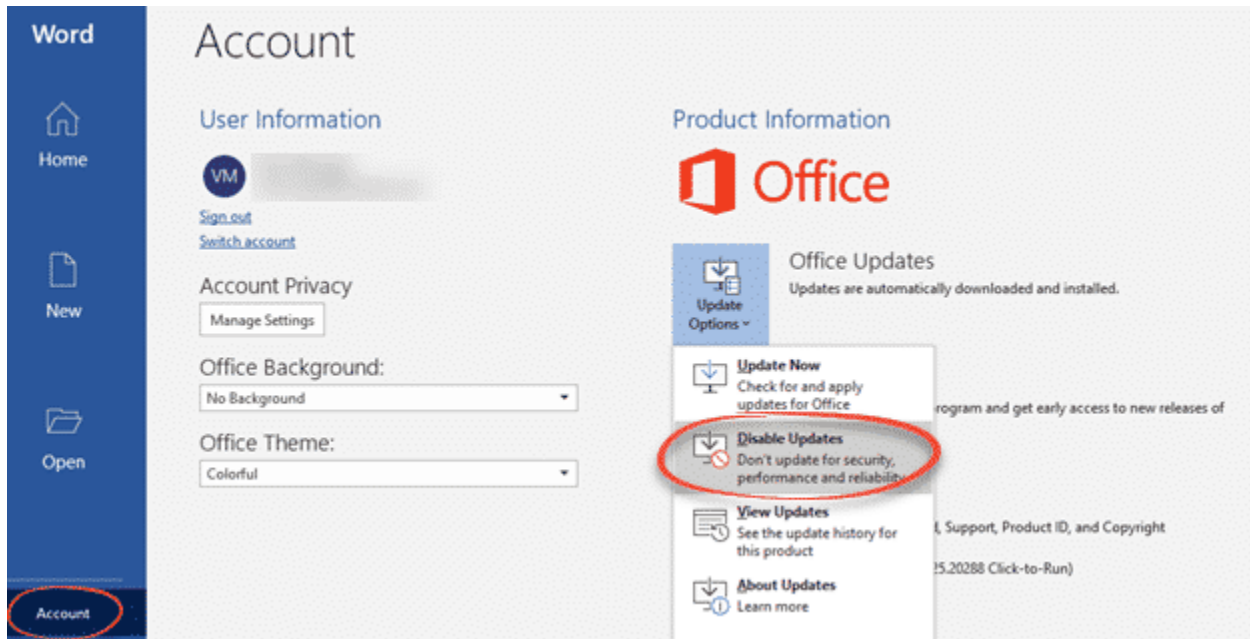 Word
Home
New
Open
Account
Account
User Information
VM
Sign out
Switch account
Account Privacy
Manage Settings
Office Background:
No Background
Office Theme:
Colorful
Product Information
Office
Update
Options
Office Updates
Updates are automatically downloaded and installed.
Update Now
Check for and apply
updates for Office
Disable Updates
Don't update for security,
performance and reliability
View Updates
See the update history for
this product
About Updates
Learn more
rogram and get early access to new releases of
, Support, Product ID, and Copyright
25.20288 Click-to-Run)